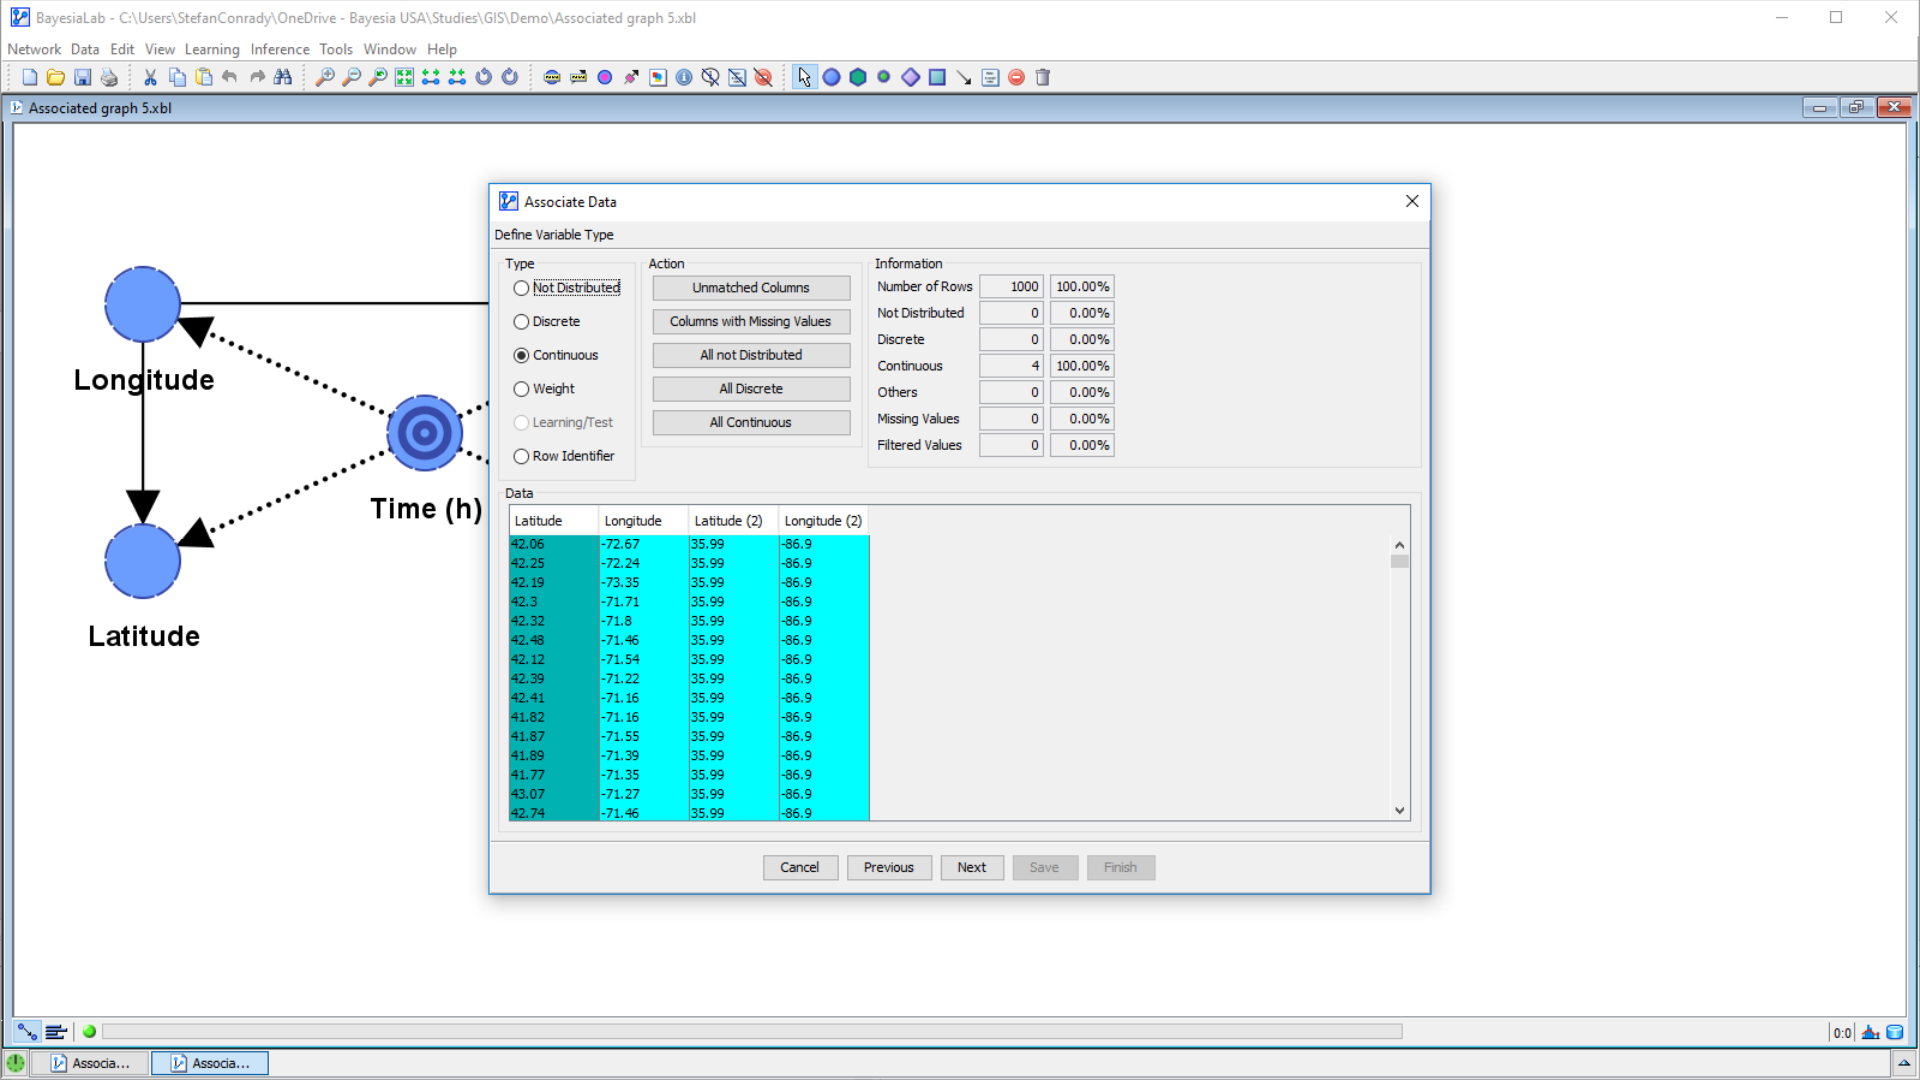 BayesiaLab - C:\Users\StefanConrady\OneDrive - Bayesia USA\Studies\GIS\Demo\Associated graph 5.xbl
Network Data Edit View Learning Inference Tools Window Help
Associated graph 5.xbl
Longitude
Time (h)
Latitude
Associate Data
Define Variable Type
Type
Not Distributed
Discrete
Continuous
Weight
Learning/Test
Row Identifier
Action
Unmatched Columns
Columns with Missing Values
All not Distributed
All Discrete
All Continuous
Information
Number of Rows 1000 100.00%
Not Distributed 0 0.00%
Discrete 0 0.00%
Continuous 4 100.00%
Others 0 0.00%
Missing Values 0 0.00%
Filtered Values 0 0.00%
Data
Latitude Longitude Latitude (2) Longitude (2)
42.06 -72.67 35.99 -86.9
42.25 -72.24 35.99 -86.9
42.19 -73.35 35.99 -86.9
42.3 -71.71 35.99 -86.9
42.32 -71.8 35.99 -86.9
42.48 -71.46 35.99 -86.9
42.12 -71.54 35.99 -86.9
42.39 -71.22 35.99 -86.9
42.41 -71.16 35.99 -86.9
41.82 -71.16 35.99 -86.9
41.87 -71.55 35.99 -86.9
41.89 -71.39 35.99 -86.9
41.77 -71.35 35.99 -86.9
43.07 -71.27 35.99 -86.9
42.74 -71.46 35.99 -86.9
Cancel Previous Next Save Finish
0:0
Associa... Associa...